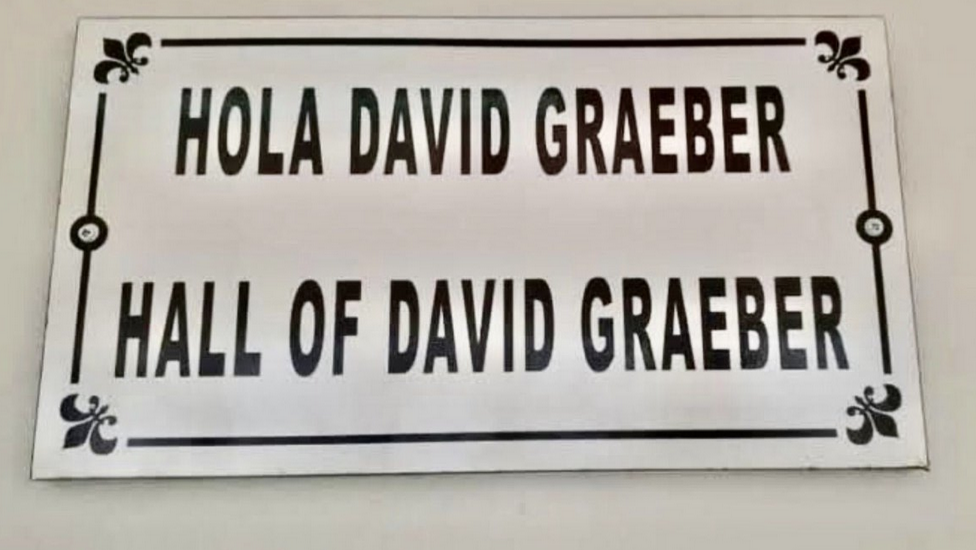 HOLA DAVID GRAEBER
HALL OF DAVID GRAEBER